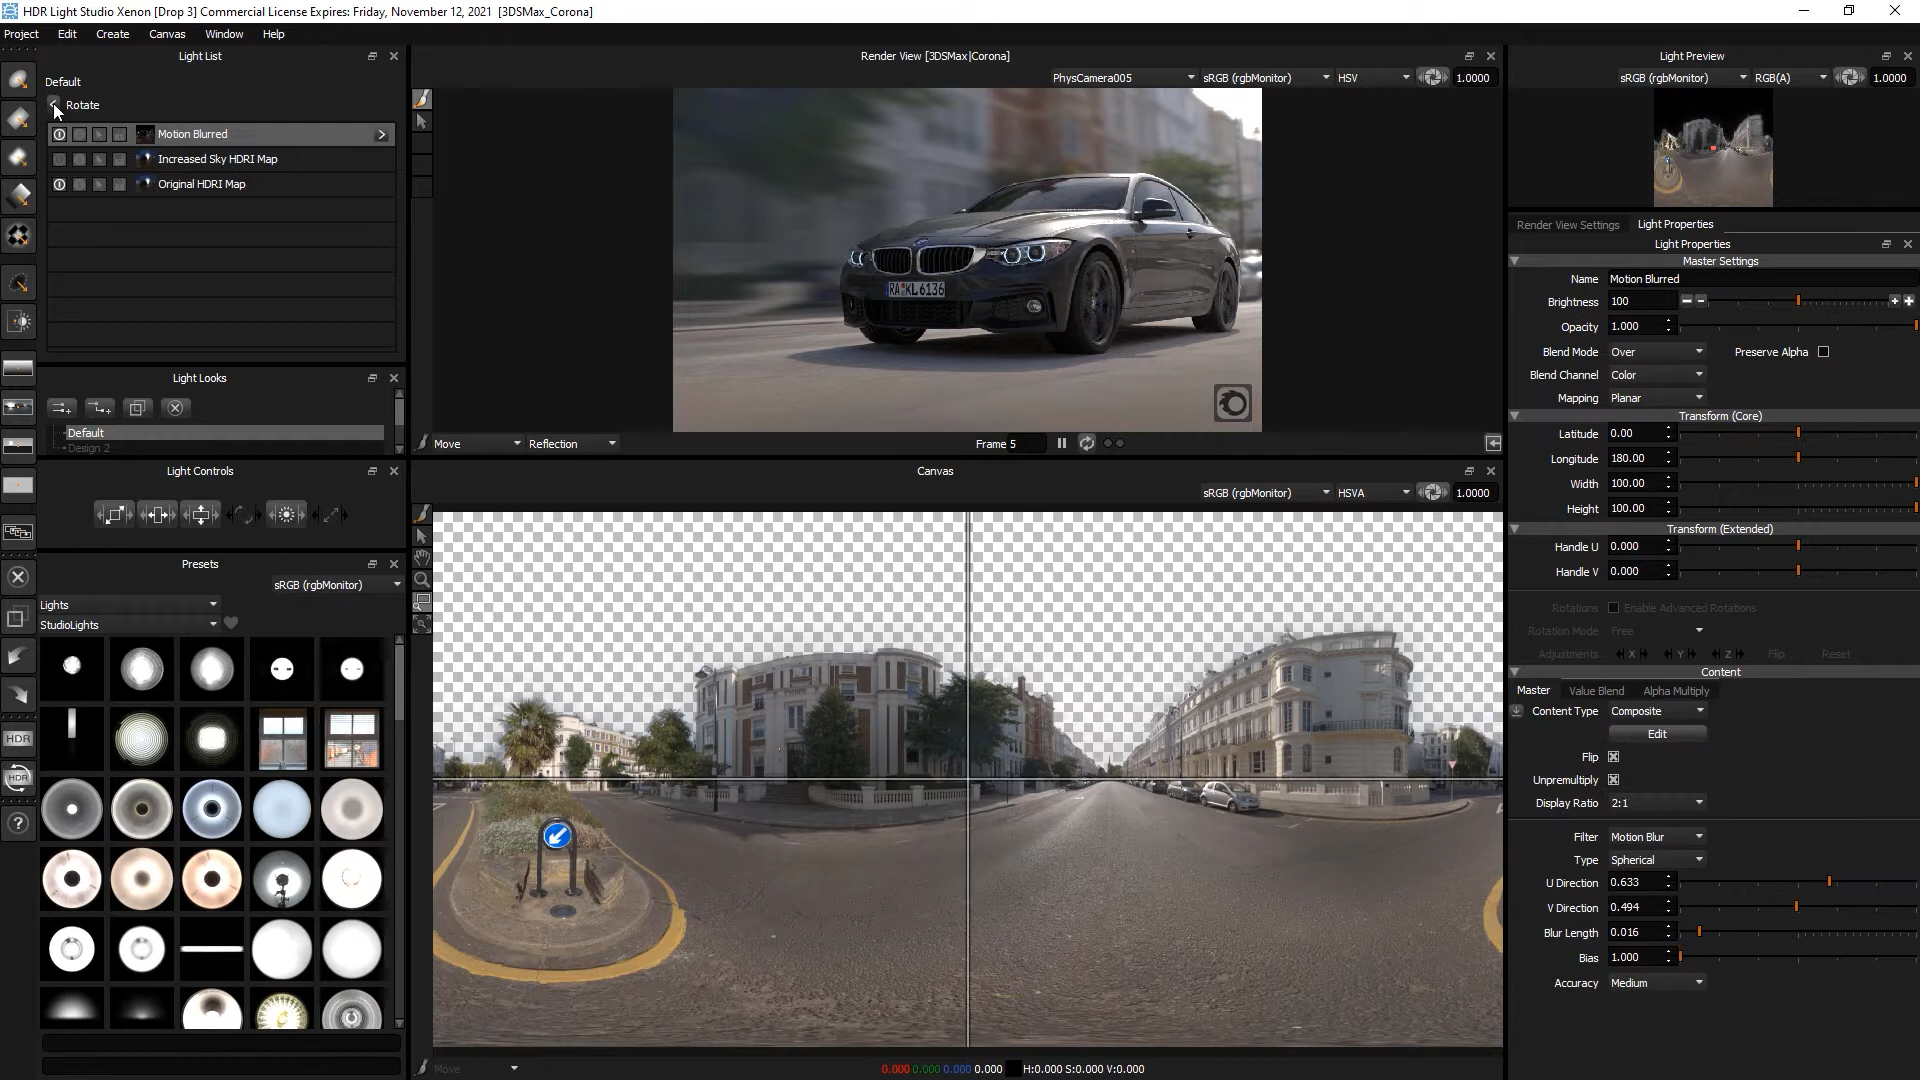 HDR Light Studio Xenon [Drop 3] Commercial License Expires: Friday, November 12, 2021 [3DSMax_Corona]
Project Edit Create Canvas Window Help
Light List
Default
Rotate
Motion Blurred
Increased Sky HDRI Map
Original HDRI Map
Light Looks
Default
Design 2
Light Controls
Presets
sRGB (rgbMonitor)
Lights
StudioLights
HDR
HDR
Render View [3DSMax|Corona]
PhysCamera005 sRGB (rgbMonitor) HSV 1.0000
RA KL 6136
Move Reflection Frame 5
Canvas
sRGB (rgbMonitor) HSVA 1.0000
Move 0.000 0.000 0.000 0.000 H:0.000 S:0.000 V:0.000
Light Preview
sRGB (rgbMonitor) RGB(A) 1.0000
Render View Settings Light Properties
Light Properties
Master Settings
Name Motion Blurred
Brightness 100
Opacity 1.000
Blend Mode Over Preserve Alpha
Blend Channel Color
Mapping Planar
Transform (Core)
Latitude 0.00
Longitude 180.00
Width 100.00
Height 100.00
Transform (Extended)
Handle U 0.000
Handle V 0.000
Rotations Enable Advanced Rotations
Rotation Mode Free
Adjustments X Y Z Flip Reset
Content
Master Value Blend Alpha Multiply
Content Type Composite
Edit
Flip
Unpremultiply
Display Ratio 2:1
Filter Motion Blur
Type Spherical
U Direction 0.633
V Direction 0.494
Blur Length 0.016
Bias 1.000
Accuracy Medium